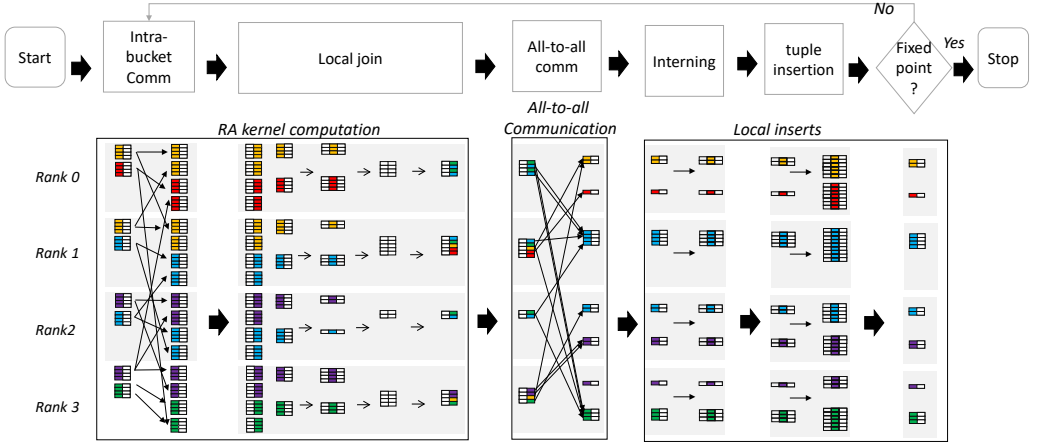 No
Start
Intra-
bucket
Comm
Local join
All-to-all
comm
Interning
tuple
insertion
Fixed
point
?
Yes
Stop
RA kernel computation
All-to-all
Communication
Local inserts
Rank 0
Rank 1
Rank2
Rank 3